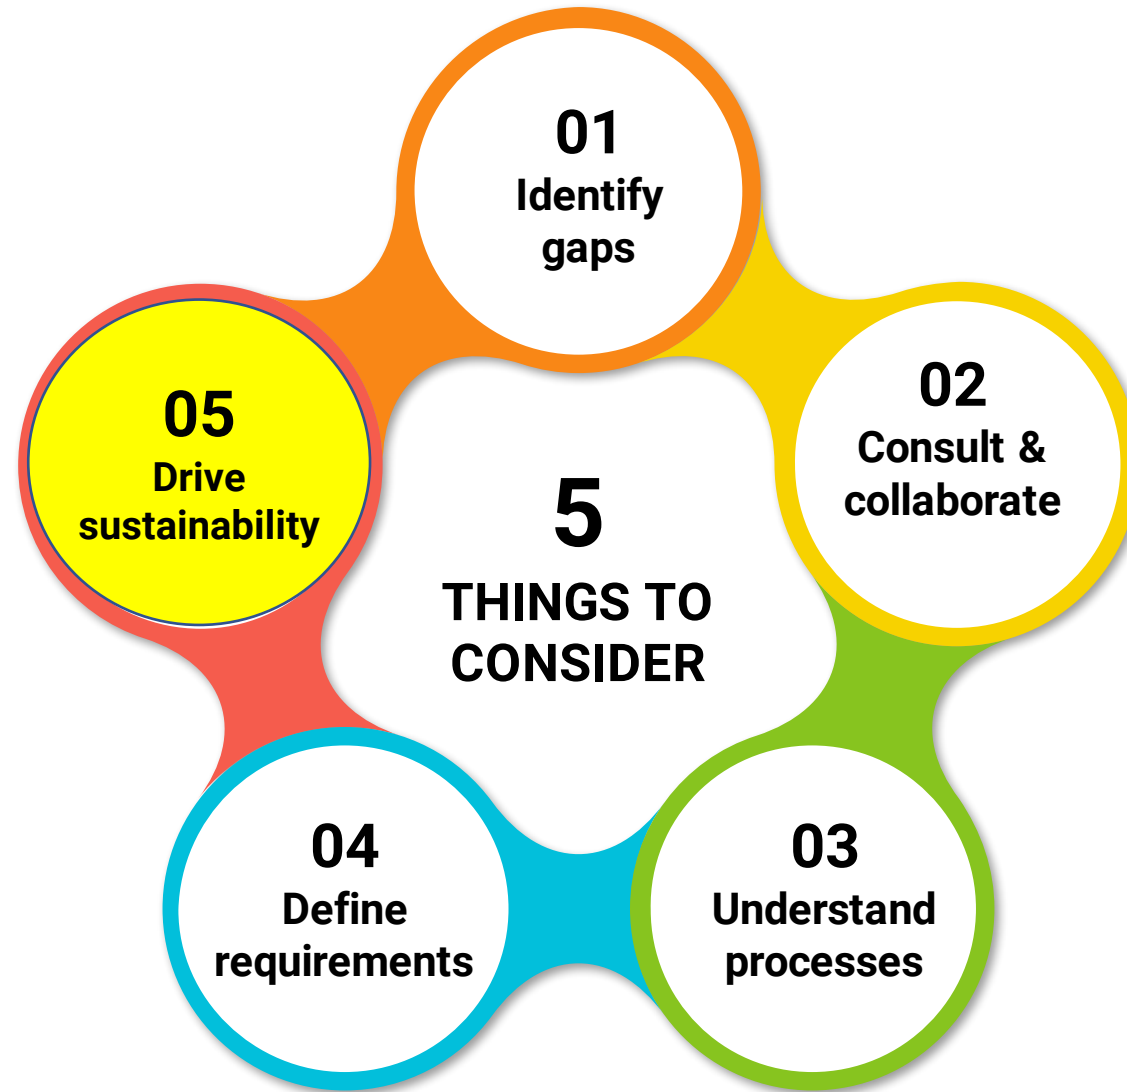 5
THINGS TO
CONSIDER
01
Identify
gaps
02
Consult &
collaborate
03
Understand
processes
04
Define
requirements
05
Drive
sustainability